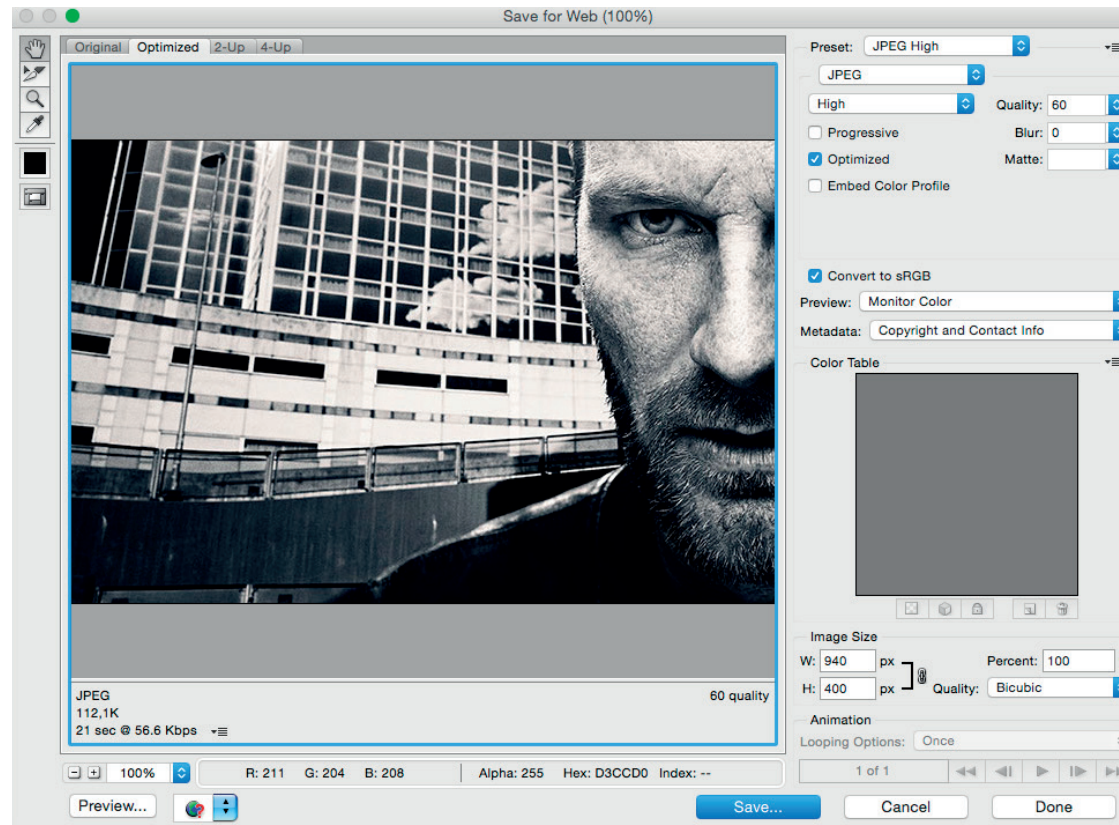 Save for Web (100%)
Original Optimized 2-Up 4-Up
Preset: JPEG High
JPEG
High Quality: 60
Progressive Blur: 0
Optimized Matte:
Embed Color Profile
Convert to sRGB
Preview: Monitor Color
Metadata: Copyright and Contact Info
Color Table
Image Size
W: 940 px Percent: 100
H: 400 px Quality: Bicubic
Animation
Looping Options: Once
1 of 1
JPEG 60 quality
112,1K
21 sec @ 56.6 Kbps
100% R: 211 G: 204 B: 208 Alpha: 255 Hex: D3CCD0 Index: --
Preview... Save... Cancel Done